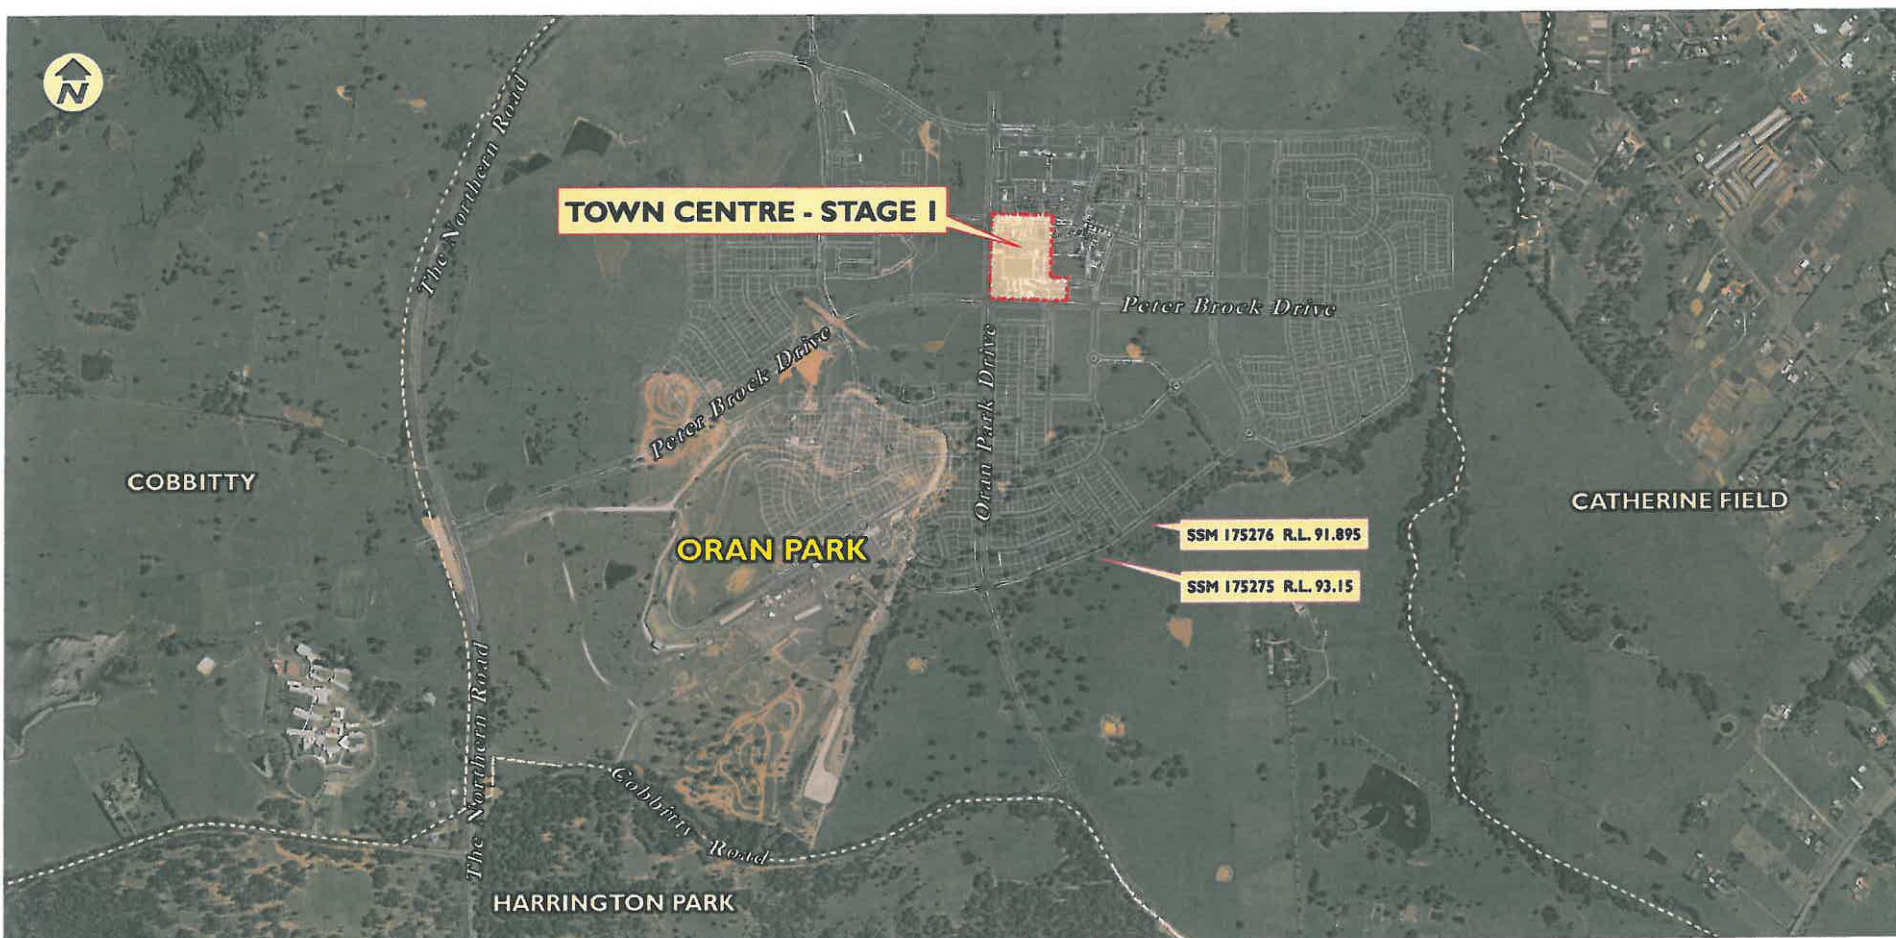 N
The Northern Road
TOWN CENTRE - STAGE 1
Peter Brock Drive
Peter Brock Drive
Oran Park Drive
COBBITTY
CATHERINE FIELD
ORAN PARK
SSM 175276 R.L. 91.895
SSM 175275 R.L. 93.15
The Northern Road
Cobbitty Road
HARRINGTON PARK